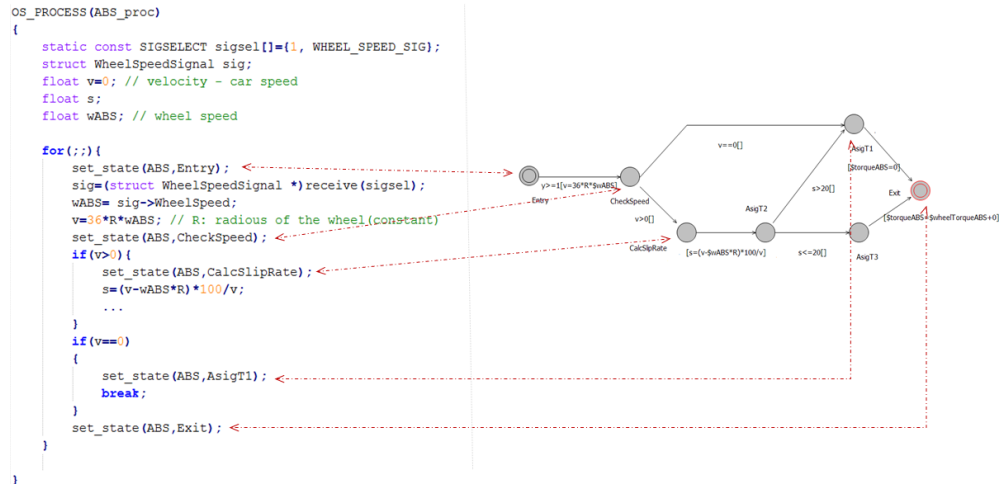 OS_PROCESS(ABS_proc)
{
static const SIGSELECT sigsel[]={1, WHEEL_SPEED_SIG};
struct WheelSpeedSignal sig;
float v=0; // velocity - car speed
float s;
float wABS; // wheel speed
for(;;){
set_state(ABS,Entry);
sig=(struct WheelSpeedSignal *)receive(sigsel);
wABS= sig->WheelSpeed;
v=36*R*wABS; // R: radious of the wheel(constant)
set_state(ABS,CheckSpeed);
if(v>0){
set_state(ABS,CalcSlipRate);
s=(v-wABS*R)*100/v;
...
}
if(v==0)
{
set_state(ABS,AsigT1);
break;
}
set_state(ABS,Exit);
}
}
v==0[]
AsigT1
[$torqueABS=0]
y>=1[v=36*R*$wABS]
Entry
CheckSpeed
s>20[]
Exit
v>0[]
AsigT2
[$torqueABS=$wheelTorqueABS+0]
CalcSlpRate
[s=(v-$wABS*R)*100/v]
s<=20[]
AsigT3